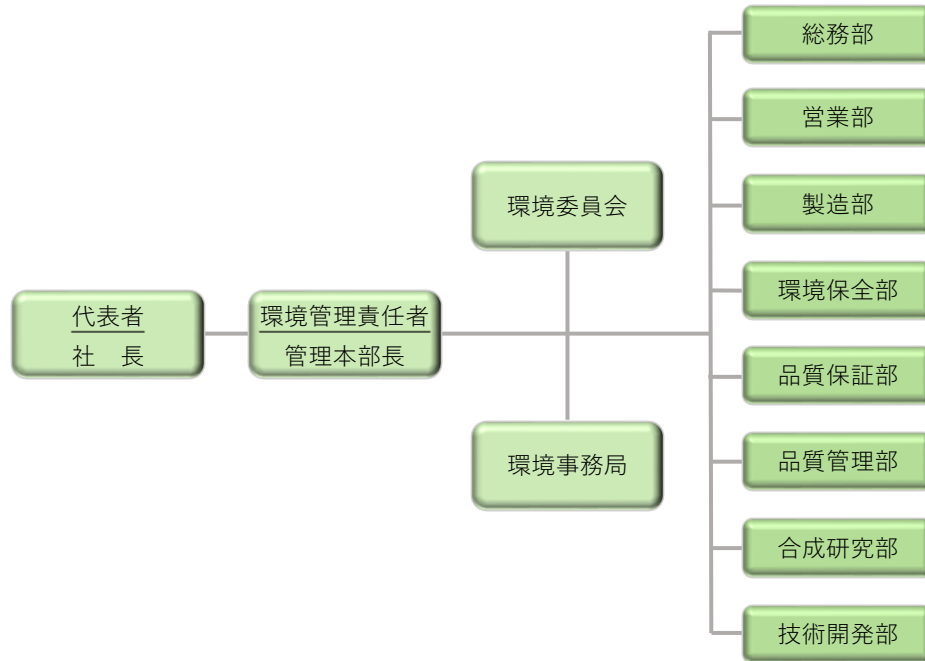 代表者
社　長
環境管理責任者
管理本部長
環境委員会
環境事務局
総務部
営業部
製造部
環境保全部
品質保証部
品質管理部
合成研究部
技術開発部